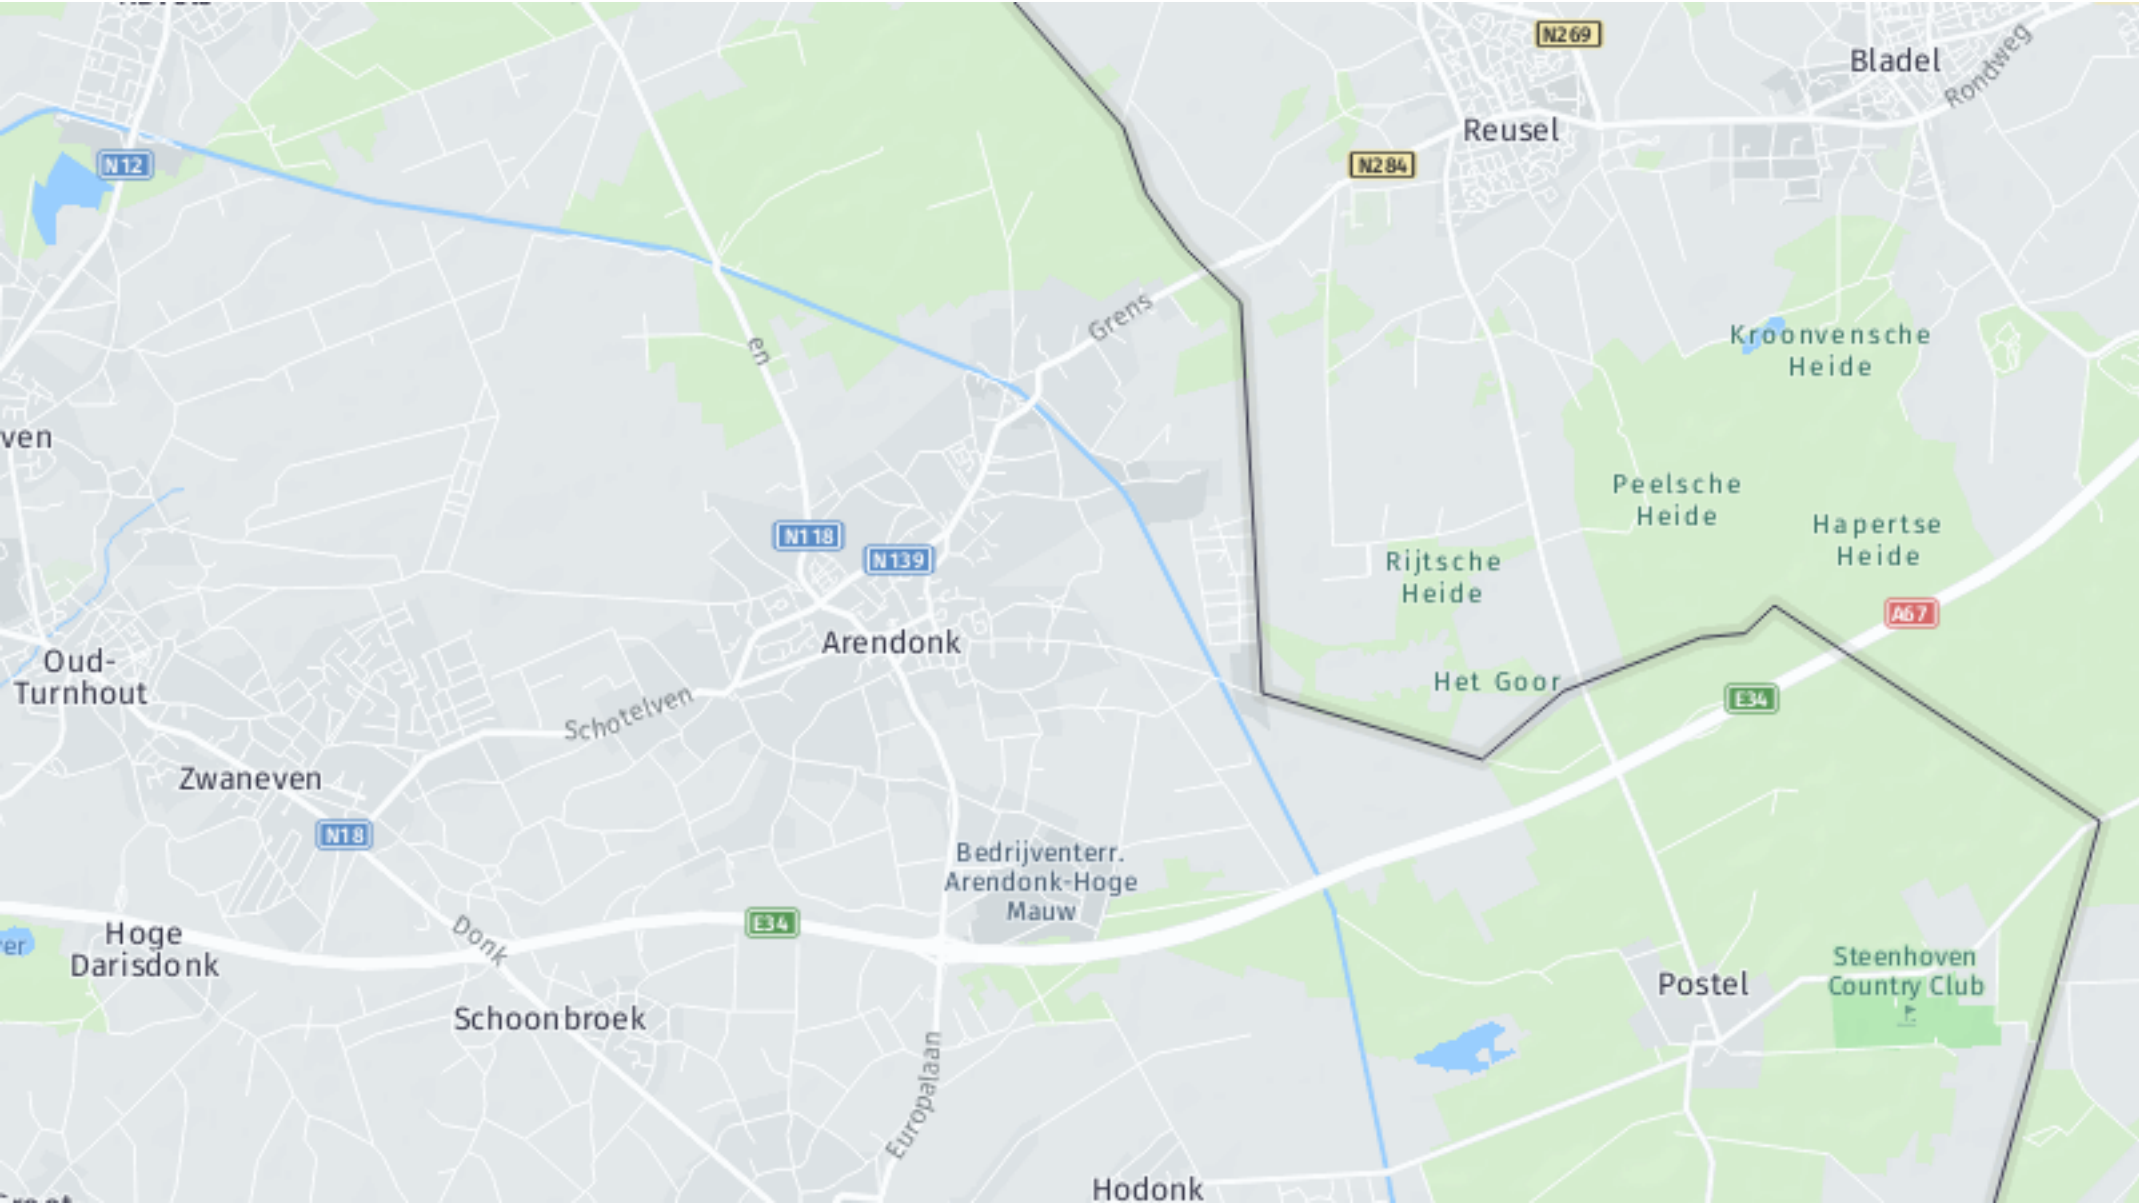 N269
Bladel
Rondweg
Reusel
N12
N284
Grens
Kroonvensche
Heide
en
ven
Peelsche
Heide
Hapertse
Heide
N118
N139
Rijtsche
Heide
A67
Arendonk
Oud-
Turnhout
Het Goor
E34
Schotelven
Zwaneven
N18
Bedrijventerr.
Arendonk-Hoge
Mauw
E34
Donk
Hoge
Darisdonk
er
Steenhoven
Country Club
Postel
Schoonbroek
Europalaan
Hodonk